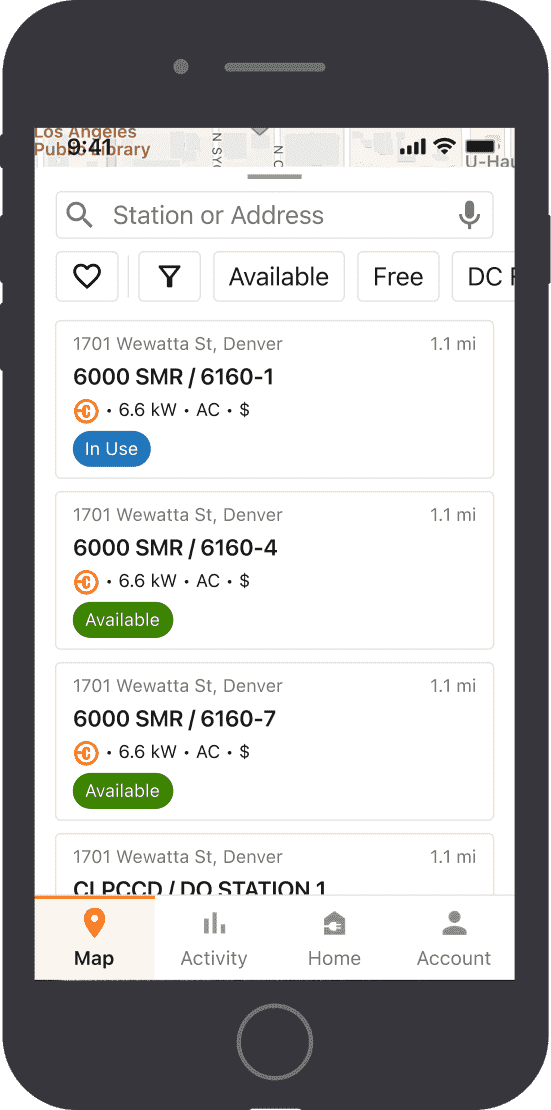 Los Angeles
Public Library
9:41
N SY
N C
U-Hau
Station or Address
Available
Free
DC F
1701 Wewatta St, Denver 1.1 mi
6000 SMR / 6160-1
• 6.6 kW • AC • $
In Use
1701 Wewatta St, Denver 1.1 mi
6000 SMR / 6160-4
• 6.6 kW • AC • $
Available
1701 Wewatta St, Denver 1.1 mi
6000 SMR / 6160-7
• 6.6 kW • AC • $
Available
1701 Wewatta St, Denver 1.1 mi
CLPCCD / DO STATION 1
Map
Activity
Home
Account